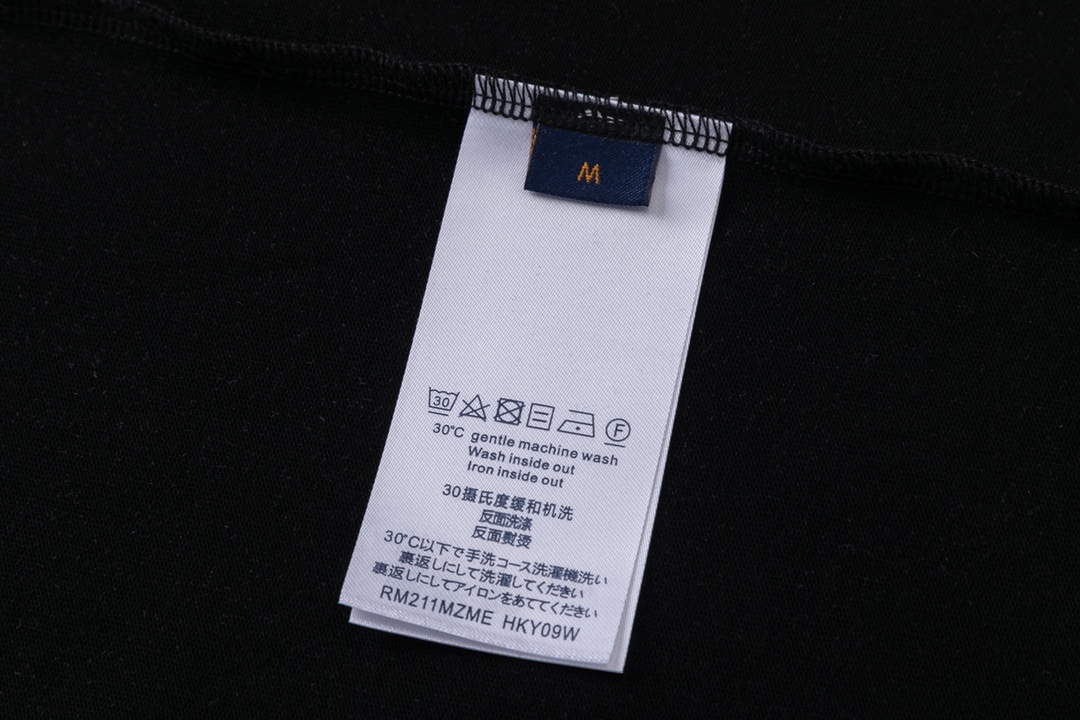 M
30
F
30°C gentle machine wash
Wash inside out
Iron inside out
30摄氏度缓和机洗
反面洗涤
反面熨烫
30°C以下で手洗コース洗濯機洗い
裏返しにして洗濯してください
裏返しにしてアイロンをあててください
RM211MZME HKY09W